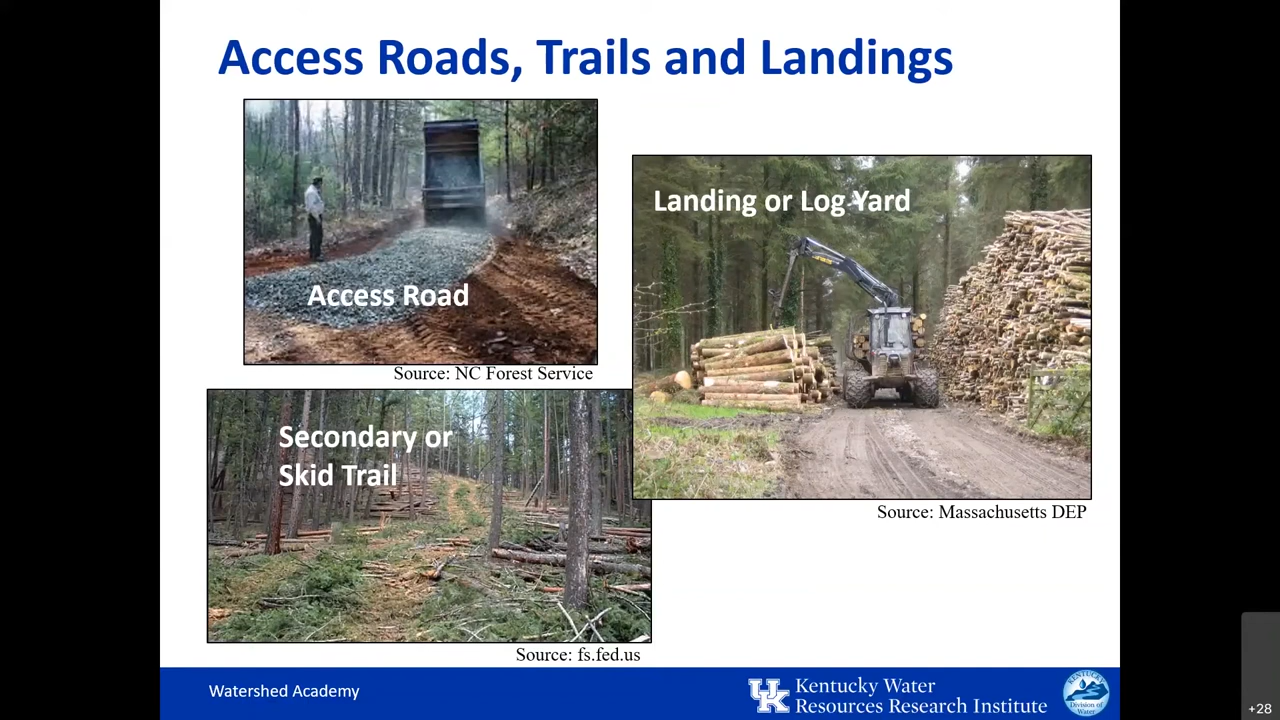 Access Roads, Trails and Landings
Access Road
Source: NC Forest Service
Landing or Log Yard
Source: Massachusetts DEP
Secondary or
Skid Trail
Source: fs.fed.us
Watershed Academy
UK
Kentucky Water
Resources Research Institute
KENTUCKY
Division of
Water
+28